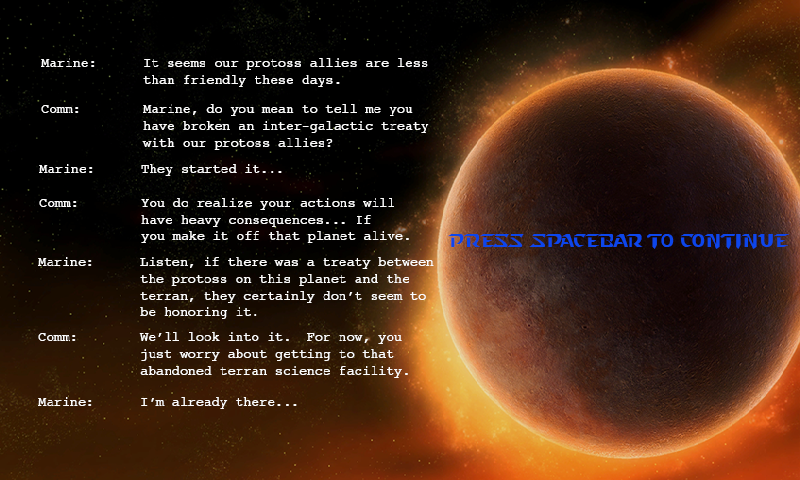 Marine: It seems our protoss allies are less
than friendly these days.
Comm: Marine, do you mean to tell me you
have broken an inter-galactic treaty
with our protoss allies?
Marine: They started it...
Comm: You do realize your actions will
have heavy consequences... If
you make it off that planet alive.
Marine: Listen, if there was a treaty between
the protoss on this planet and the
terran, they certainly don't seem to
be honoring it.
Comm: We'll look into it. For now, you
just worry about getting to that
abandoned terran science facility.
Marine: I'm already there...
PRESS SPACEBAR TO CONTINUE